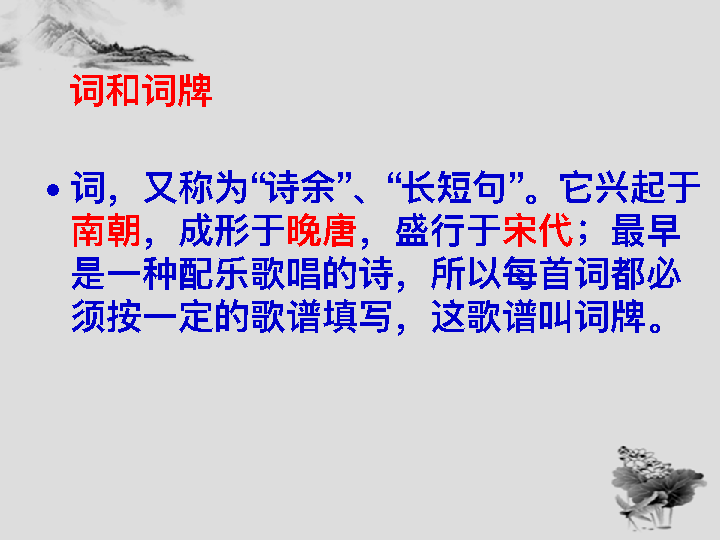 词和词牌
•词，又称为“诗余”、“长短句”。它兴起于
南朝，成形于晚唐，盛行于宋代；最早
是一种配乐歌唱的诗，所以每首词都必
须按一定的歌谱填写，这歌谱叫词牌。